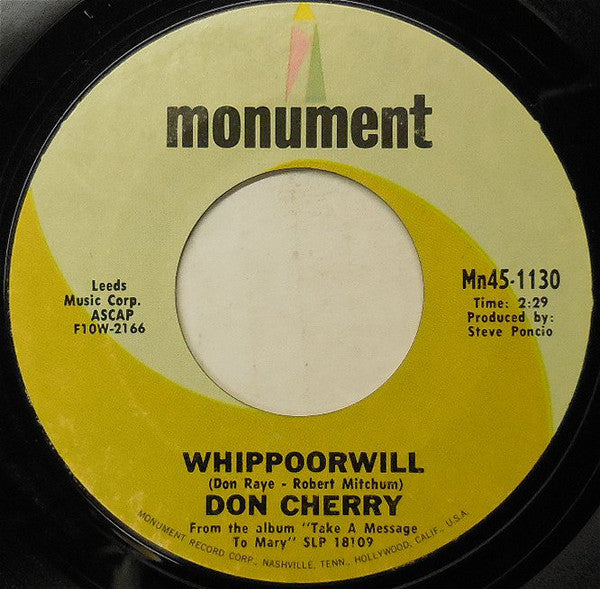 monument
Leeds
Music Corp.
ASCAP
F10W-2166
Mn45-1130
Time: 2:29
Produced by:
Steve Poncio
WHIPPOORWILL
(Don Raye - Robert Mitchum)
DON CHERRY
From the album "Take A Message
To Mary" SLP 18109
MONUMENT RECORD CORP., NASHVILLE, TENN., HOLLYWOOD, CALIF., U.S.A.